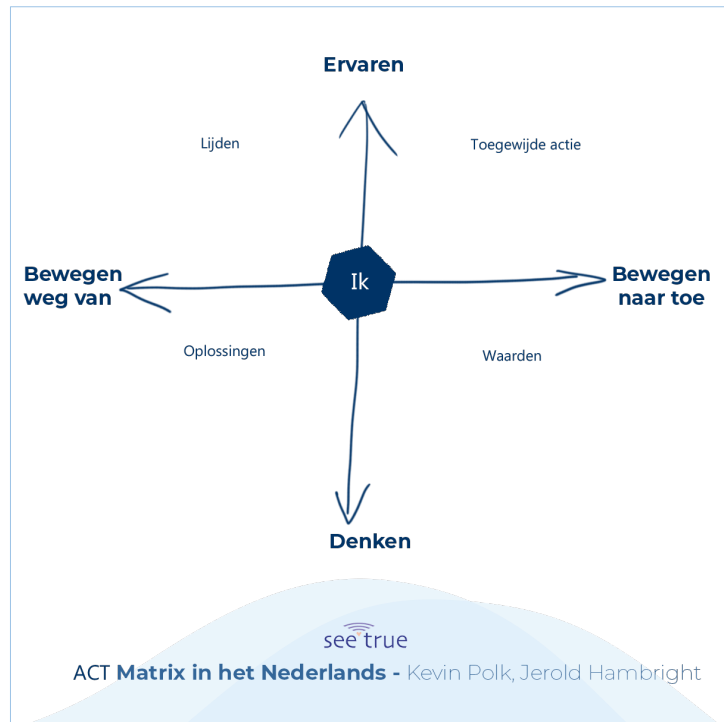 Ervaren
Lijden
Toegewijde actie
Bewegen
weg van
Ik
Bewegen
naar toe
Oplossingen
Waarden
Denken
see true
ACT Matrix in het Nederlands - Kevin Polk, Jerold Hambright